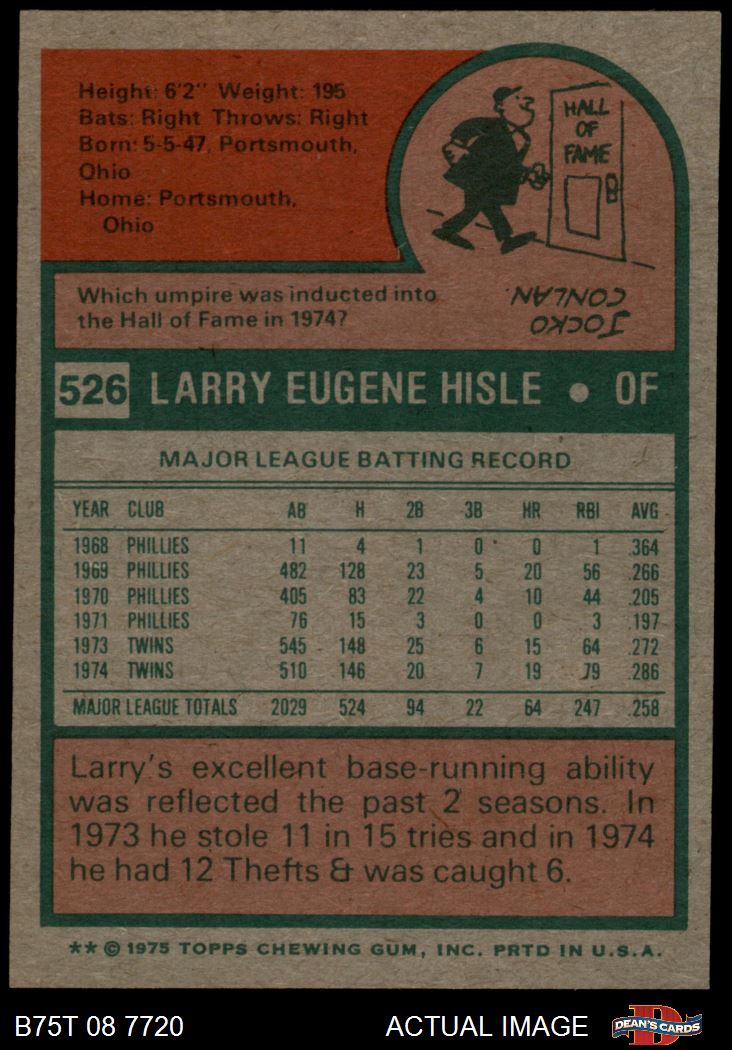 Height: 6'2" Weight: 195
Bats: Right Throws: Right
Born: 5-5-47, Portsmouth,
Ohio
Home: Portsmouth,
Ohio
HALL
OF
FAME
Which umpire was inducted into
the Hall of Fame in 1974?
JOCKO
CONLAN.
526 LARRY EUGENE HISLE • OF
MAJOR LEAGUE BATTING RECORD
YEAR CLUB AB H 2B 3B HR RBI AVG
1968 PHILLIES 11 4 1 0 0 1 .364
1969 PHILLIES 482 128 23 5 20 56 .266
1970 PHILLIES 405 83 22 4 10 44 .205
1971 PHILLIES 76 15 3 0 0 3 .197
1973 TWINS 545 148 25 6 15 64 .272
1974 TWINS 510 146 20 7 19 79 .286
MAJOR LEAGUE TOTALS 2029 524 94 22 64 247 .258
Larry's excellent base-running ability
was reflected the past 2 seasons. In
1973 he stole 11 in 15 tries and in 1974
he had 12 Thefts & was caught 6.
** © 1975 TOPPS CHEWING GUM, INC. PRTD IN U.S.A.
B75T 08 7720 ACTUAL IMAGE
D
DEAN'S CARDS